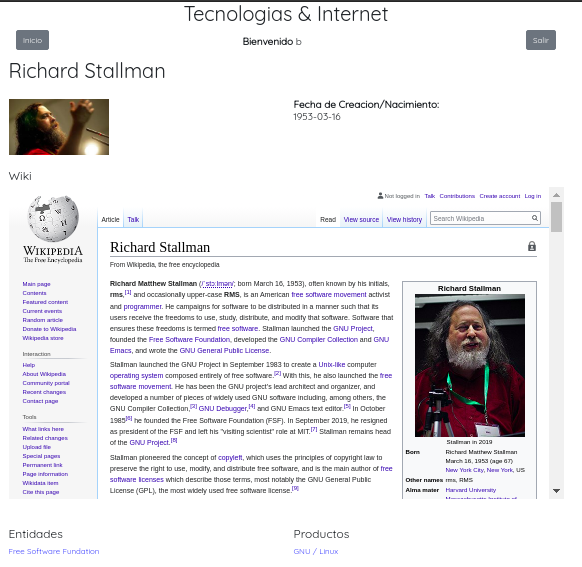 Tecnologias & Internet
Inicio
Bienvenido b
Salir
Richard Stallman
Fecha de Creacion/Nacimiento:
1953-03-16
Wiki
Not logged in Talk Contributions Create account Log in
Article Talk Read View source View history Search Wikipedia
WIKIPEDIA
The Free Encyclopedia
Main page
Contents
Featured content
Current events
Random article
Donate to Wikipedia
Wikipedia store
Interaction
Help
About Wikipedia
Community portal
Recent changes
Contact page
Tools
What links here
Related changes
Upload file
Special pages
Permanent link
Page information
Wikidata item
Cite this page
Richard Stallman
From Wikipedia, the free encyclopedia
Richard Matthew Stallman (/ˈstɔːlmən/; born March 16, 1953), often known by his initials,
rms,[1] and occasionally upper-case RMS, is an American free software movement activist
and programmer. He campaigns for software to be distributed in a manner such that its
users receive the freedoms to use, study, distribute, and modify that software. Software that
ensures these freedoms is termed free software. Stallman launched the GNU Project,
founded the Free Software Foundation, developed the GNU Compiler Collection and GNU
Emacs, and wrote the GNU General Public License.
Stallman launched the GNU Project in September 1983 to create a Unix-like computer
operating system composed entirely of free software.[2] With this, he also launched the free
software movement. He has been the GNU project's lead architect and organizer, and
developed a number of pieces of widely used GNU software including, among others, the
GNU Compiler Collection,[3] GNU Debugger,[4] and GNU Emacs text editor.[5] In October
1985[6] he founded the Free Software Foundation (FSF). In September 2019, he resigned
as president of the FSF and left his "visiting scientist" role at MIT.[7] Stallman remains head
of the GNU Project.[8]
Stallman pioneered the concept of copyleft, which uses the principles of copyright law to
preserve the right to use, modify, and distribute free software, and is the main author of free
software licenses which describe those terms, most notably the GNU General Public
License (GPL), the most widely used free software license.[9]
Richard Stallman
Stallman in 2019
Born Richard Matthew Stallman
March 16, 1953 (age 67)
New York City, New York, US
Other names rms, RMS
Alma mater Harvard University
Massachusetts Institute of
Entidades
Free Software Fundation
Productos
GNU / Linux